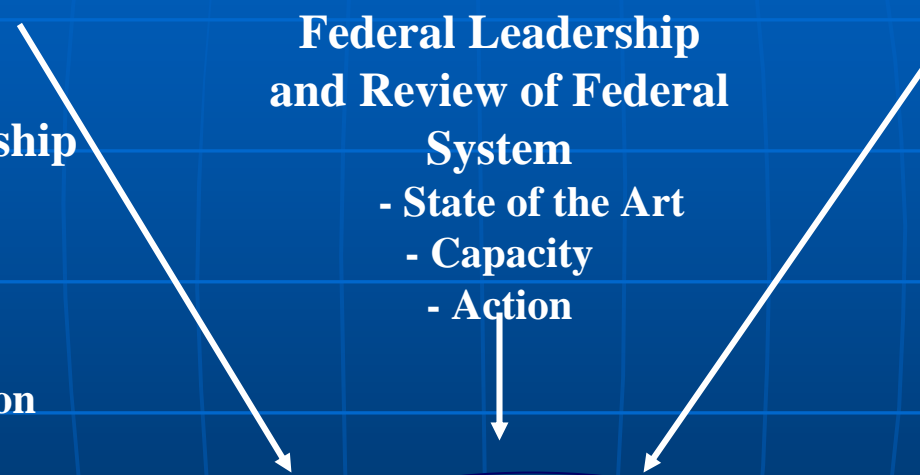 Federal Leadership
and Review of Federal
ship
System
- State of the Art
- Capacity
- Action
on